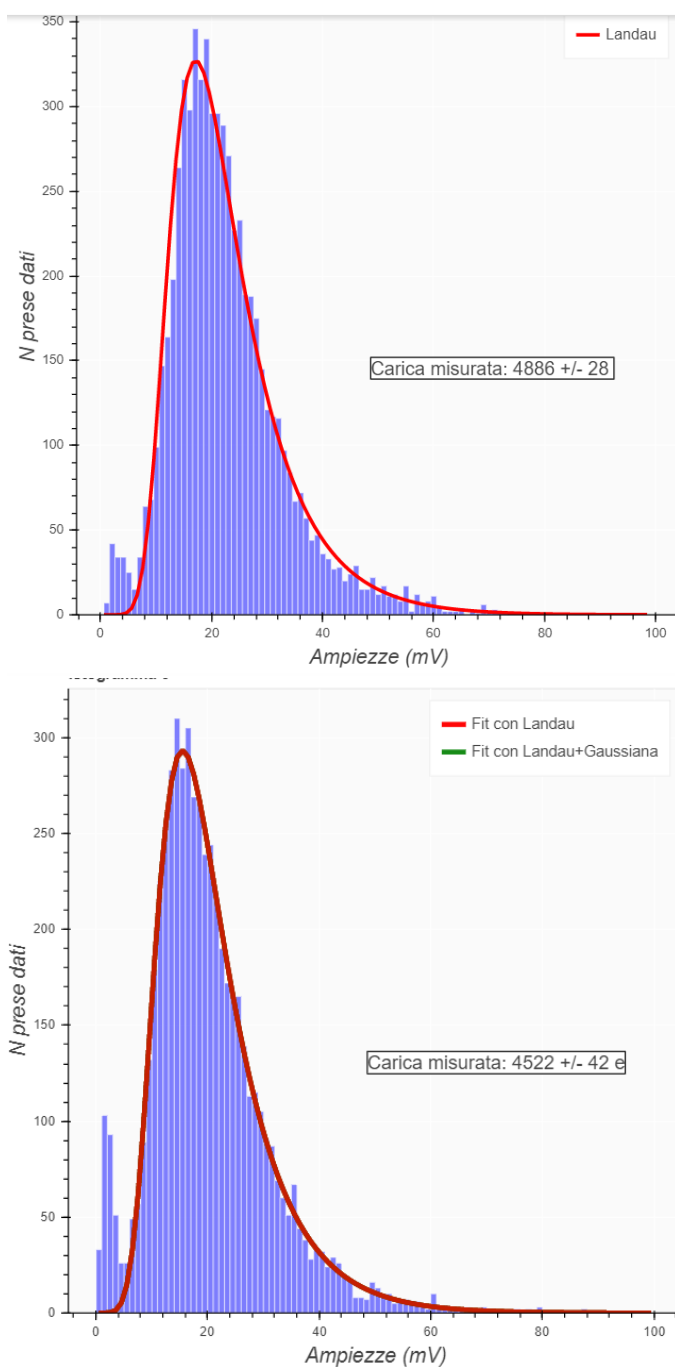 350
300
250
200
150
100
50
0
N prese dati
Landau
Carica misurata: 4886 +/- 28
0 20 40 60 80 100
Ampiezze (mV)
300
250
200
150
100
50
0
N prese dati
Fit con Landau
Fit con Landau+Gaussiana
Carica misurata: 4522 +/- 42 e
0 20 40 60 80 100
Ampiezze (mV)